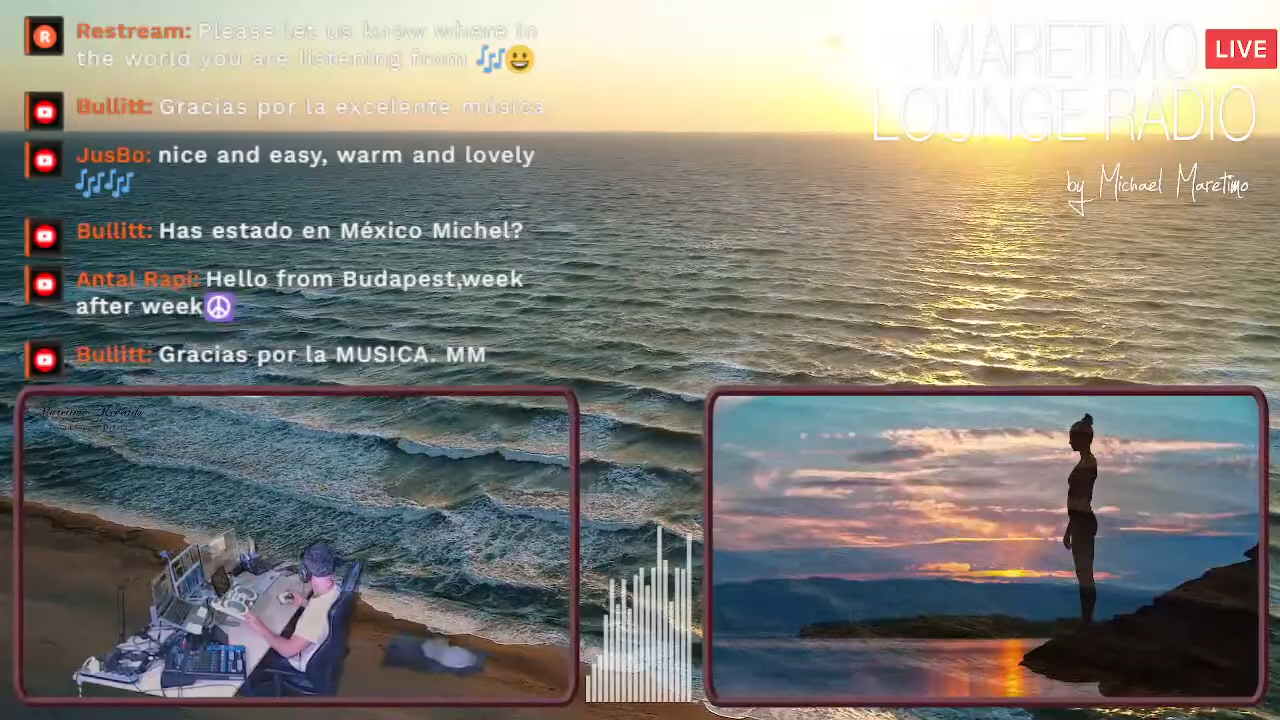 Restream: Please let us know where in
the world you are listening from 🎶😀
Bullitt: Gracias por la excelente música
JusBo: nice and easy, warm and lovely
🎶🎶
Bullitt: Has estado en México Michel?
Antal Rapi: Hello from Budapest,week
after week☮️
Bullitt: Gracias por la MUSICA. MM
MARETIMO
LIVE
LOUNGE RADIO
by Michael Maretimo
Maretimo Records